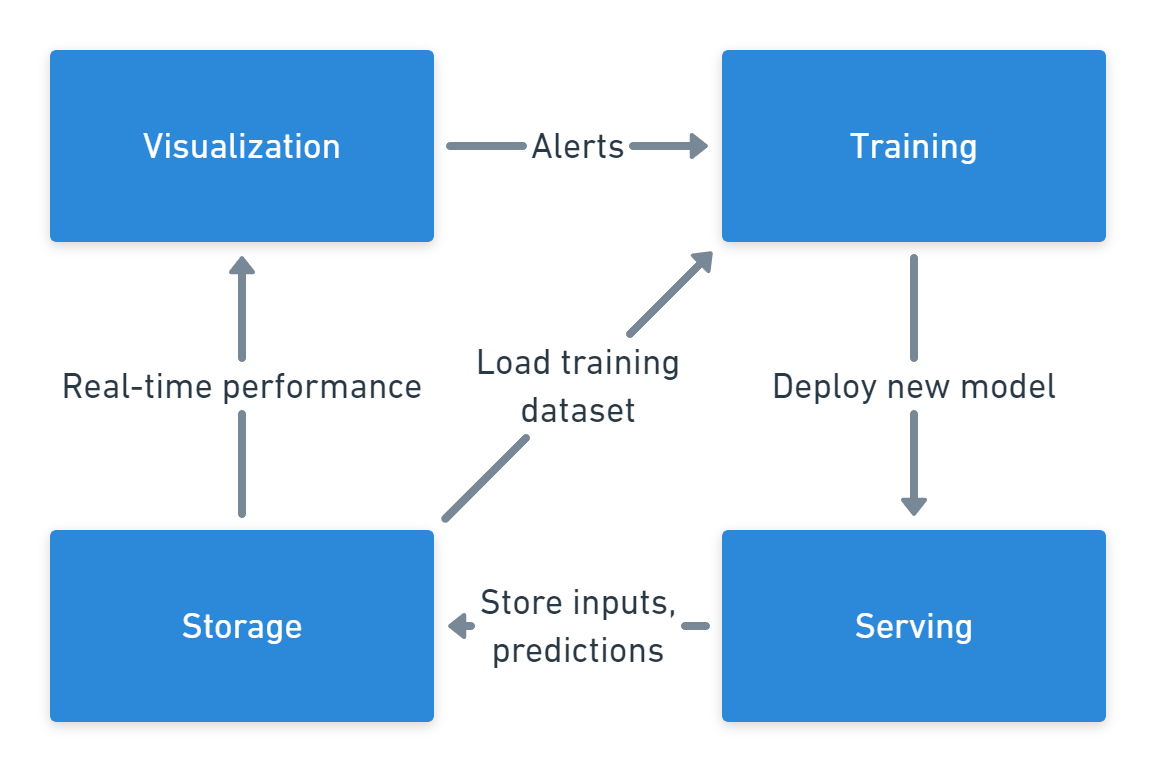 Visualization
Alerts
Training
Real-time performance
Load training
dataset
Deploy new model
Storage
Store inputs,
predictions
Serving